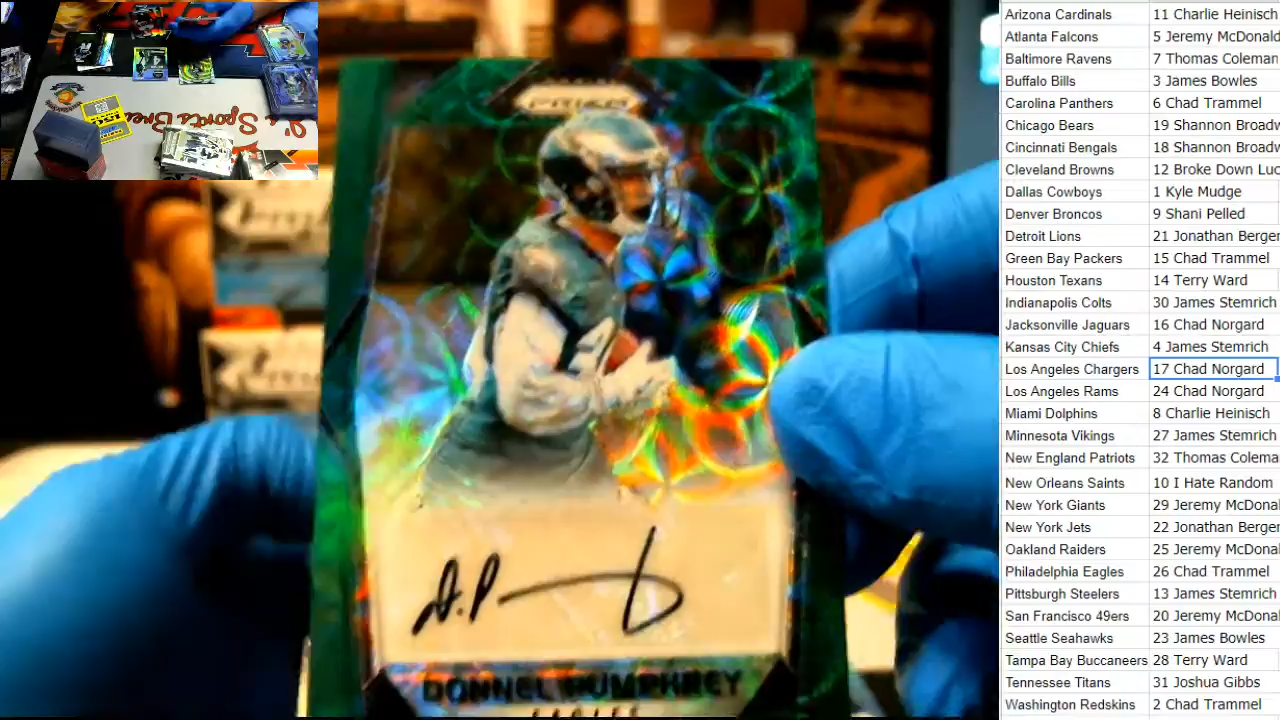 PRIZM
D.P
DONNEL PUMPHREY
EAGLES
Arizona Cardinals 11 Charlie Heinisch
Atlanta Falcons 5 Jeremy McDonal
Baltimore Ravens 7 Thomas Coleman
Buffalo Bills 3 James Bowles
Carolina Panthers 6 Chad Trammel
Chicago Bears 19 Shannon Broadw
Cincinnati Bengals 18 Shannon Broadw
Cleveland Browns 12 Broke Down Luc
Dallas Cowboys 1 Kyle Mudge
Denver Broncos 9 Shani Pelled
Detroit Lions 21 Jonathan Berger
Green Bay Packers 15 Chad Trammel
Houston Texans 14 Terry Ward
Indianapolis Colts 30 James Stemrich
Jacksonville Jaguars 16 Chad Norgard
Kansas City Chiefs 4 James Stemrich
Los Angeles Chargers 17 Chad Norgard
Los Angeles Rams 24 Chad Norgard
Miami Dolphins 8 Charlie Heinisch
Minnesota Vikings 27 James Stemrich
New England Patriots 32 Thomas Colema
New Orleans Saints 10 I Hate Random
New York Giants 29 Jeremy McDonal
New York Jets 22 Jonathan Berger
Oakland Raiders 25 Jeremy McDonal
Philadelphia Eagles 26 Chad Trammel
Pittsburgh Steelers 13 James Stemrich
San Francisco 49ers 20 Jeremy McDonal
Seattle Seahawks 23 James Bowles
Tampa Bay Buccaneers 28 Terry Ward
Tennessee Titans 31 Joshua Gibbs
Washington Redskins 2 Chad Trammel